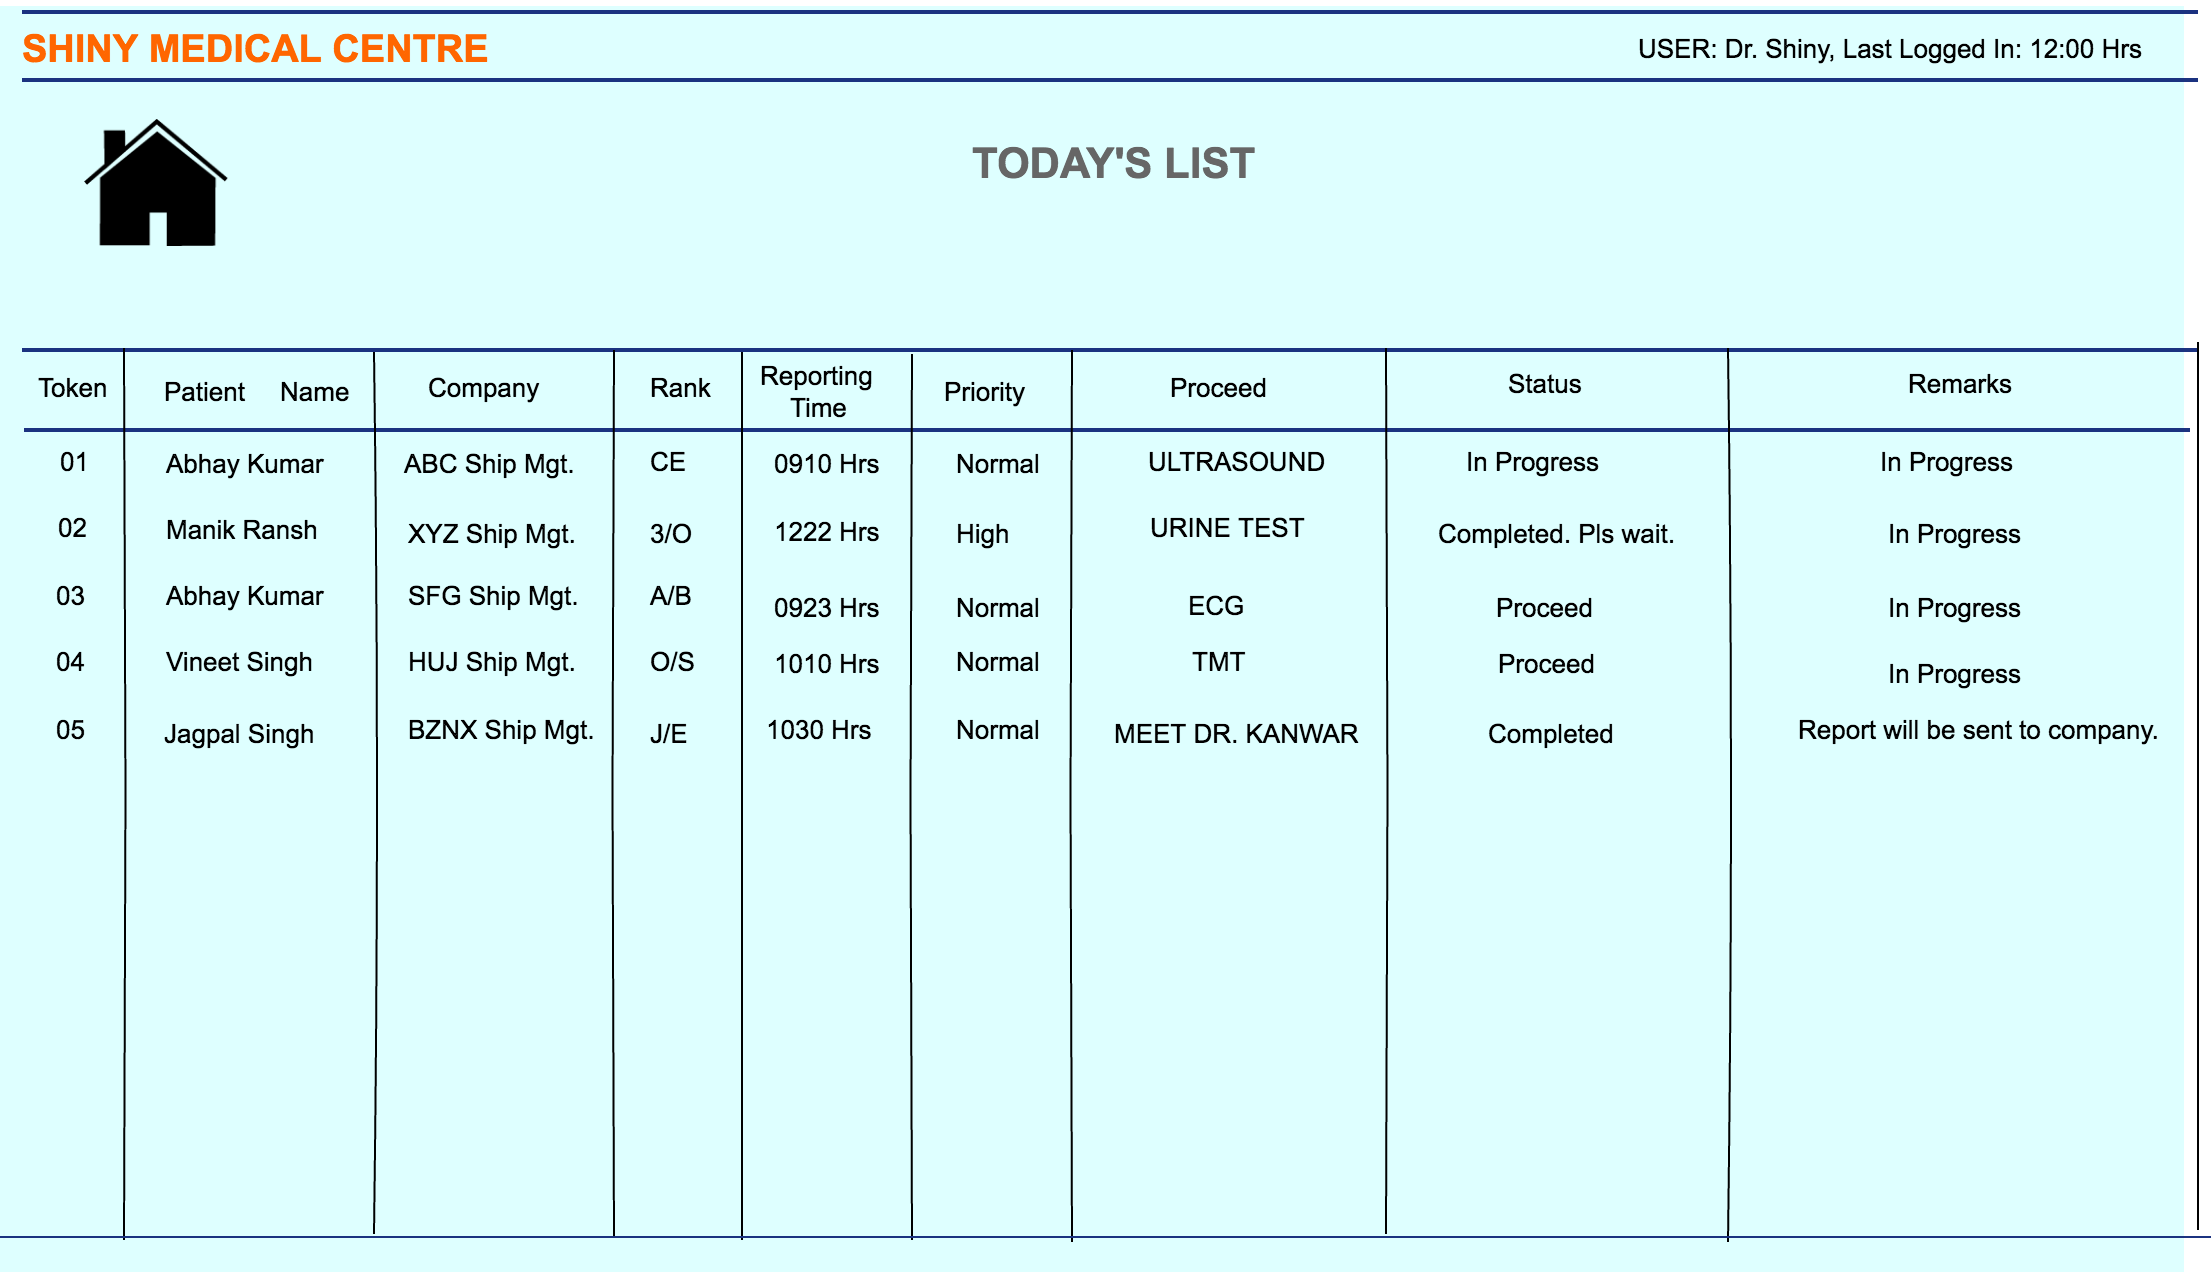 SHINY MEDICAL CENTRE
USER: Dr. Shiny, Last Logged In: 12:00 Hrs
TODAY'S LIST
Token Patient Name Company Rank Reporting Time Priority Proceed Status Remarks
01 Abhay Kumar ABC Ship Mgt. CE 0910 Hrs Normal ULTRASOUND In Progress In Progress
02 Manik Ransh XYZ Ship Mgt. 3/O 1222 Hrs High URINE TEST Completed. Pls wait. In Progress
03 Abhay Kumar SFG Ship Mgt. A/B 0923 Hrs Normal ECG Proceed In Progress
04 Vineet Singh HUJ Ship Mgt. O/S 1010 Hrs Normal TMT Proceed In Progress
05 Jagpal Singh BZNX Ship Mgt. J/E 1030 Hrs Normal MEET DR. KANWAR Completed Report will be sent to company.